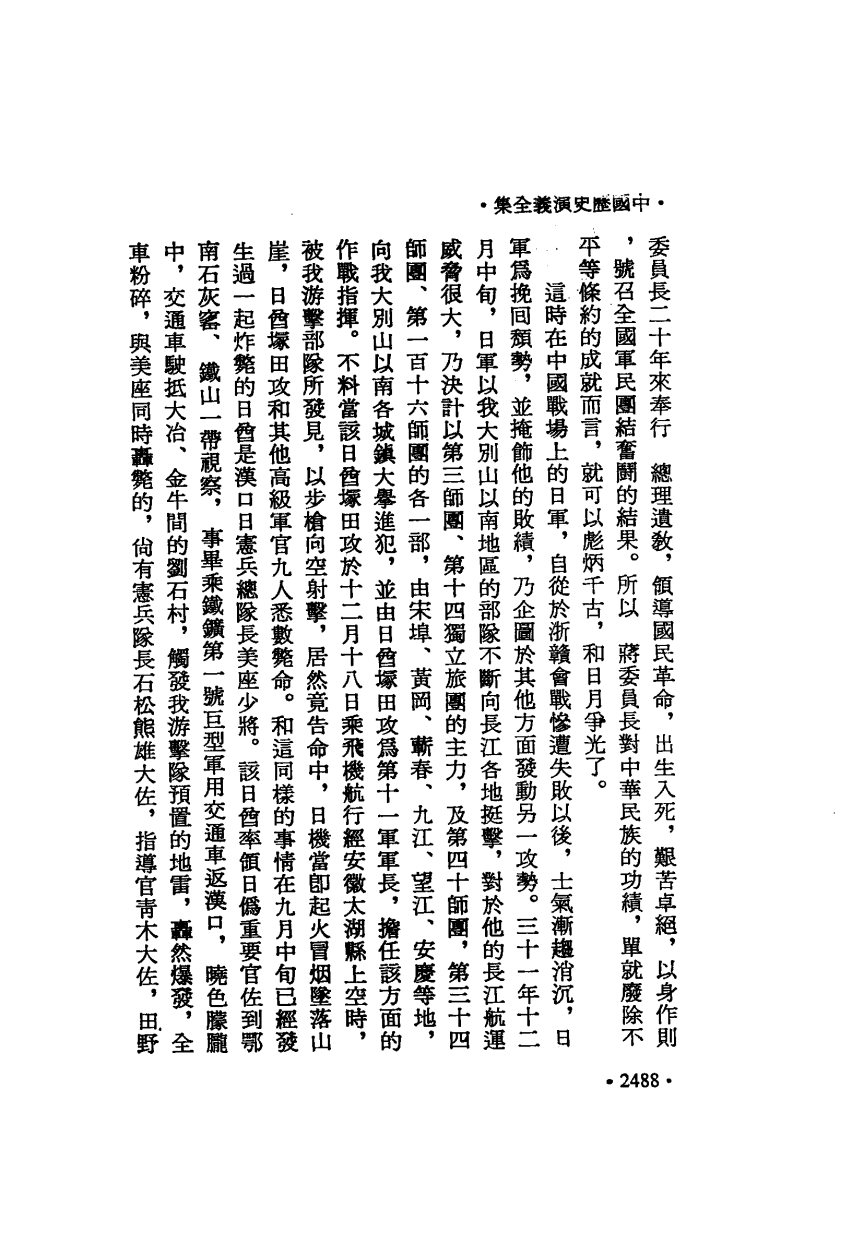 ·中國歷史演義全集·
委員長二十年來奉行　總理遺敎，領導國民革命，出生入死，艱苦卓絕，以身作則
，號召全國軍民團結奮鬪的結果。所以　蔣委員長對中華民族的功績，單就廢除不
平等條約的成就而言，就可以彪炳千古，和日月爭光了。
這時在中國戰場上的日軍，自從於浙贛會戰慘遭失敗以後，士氣漸趨消沉，日
軍爲挽回頹勢，並掩飾他的敗績，乃企圖於其他方面發動另一攻勢。三十一年十二
月中旬，日軍以我大別山以南地區的部隊不斷向長江各地挺擊，對於他的長江航運
威脅很大，乃決計以第三師團、第十四獨立旅團的主力，及第四十師團，第三十四
師團、第一百十六師團的各一部，由宋埠、黃岡、蘄春、九江、望江、安慶等地，
向我大別山以南各城鎭大擧進犯，並由日酋塚田攻爲第十一軍軍長，擔任該方面的
作戰指揮。不料當該日酋塚田攻於十二月十八日乘飛機航行經安徽太湖縣上空時，
被我游擊部隊所發見，以步槍向空射擊，居然竟告命中，日機當卽起火冒烟墜落山
崖，日酋塚田攻和其他高級軍官九人悉數斃命。和這同樣的事情在九月中旬已經發
生過一起炸斃的日酋是漢口日憲兵總隊長美座少將。該日酋率領日僞重要官佐到鄂
南石灰窰、鐵山一帶視察，事畢乘鐵鑛第一號巨型軍用交通車返漢口，曉色朦朧
中，交通車駛抵大冶、金牛間的劉石村，觸發我游擊隊預置的地雷，轟然爆發，全
車粉碎，與美座同時轟斃的，尙有憲兵隊長石松熊雄大佐，指導官靑木大佐，田野
·2488·